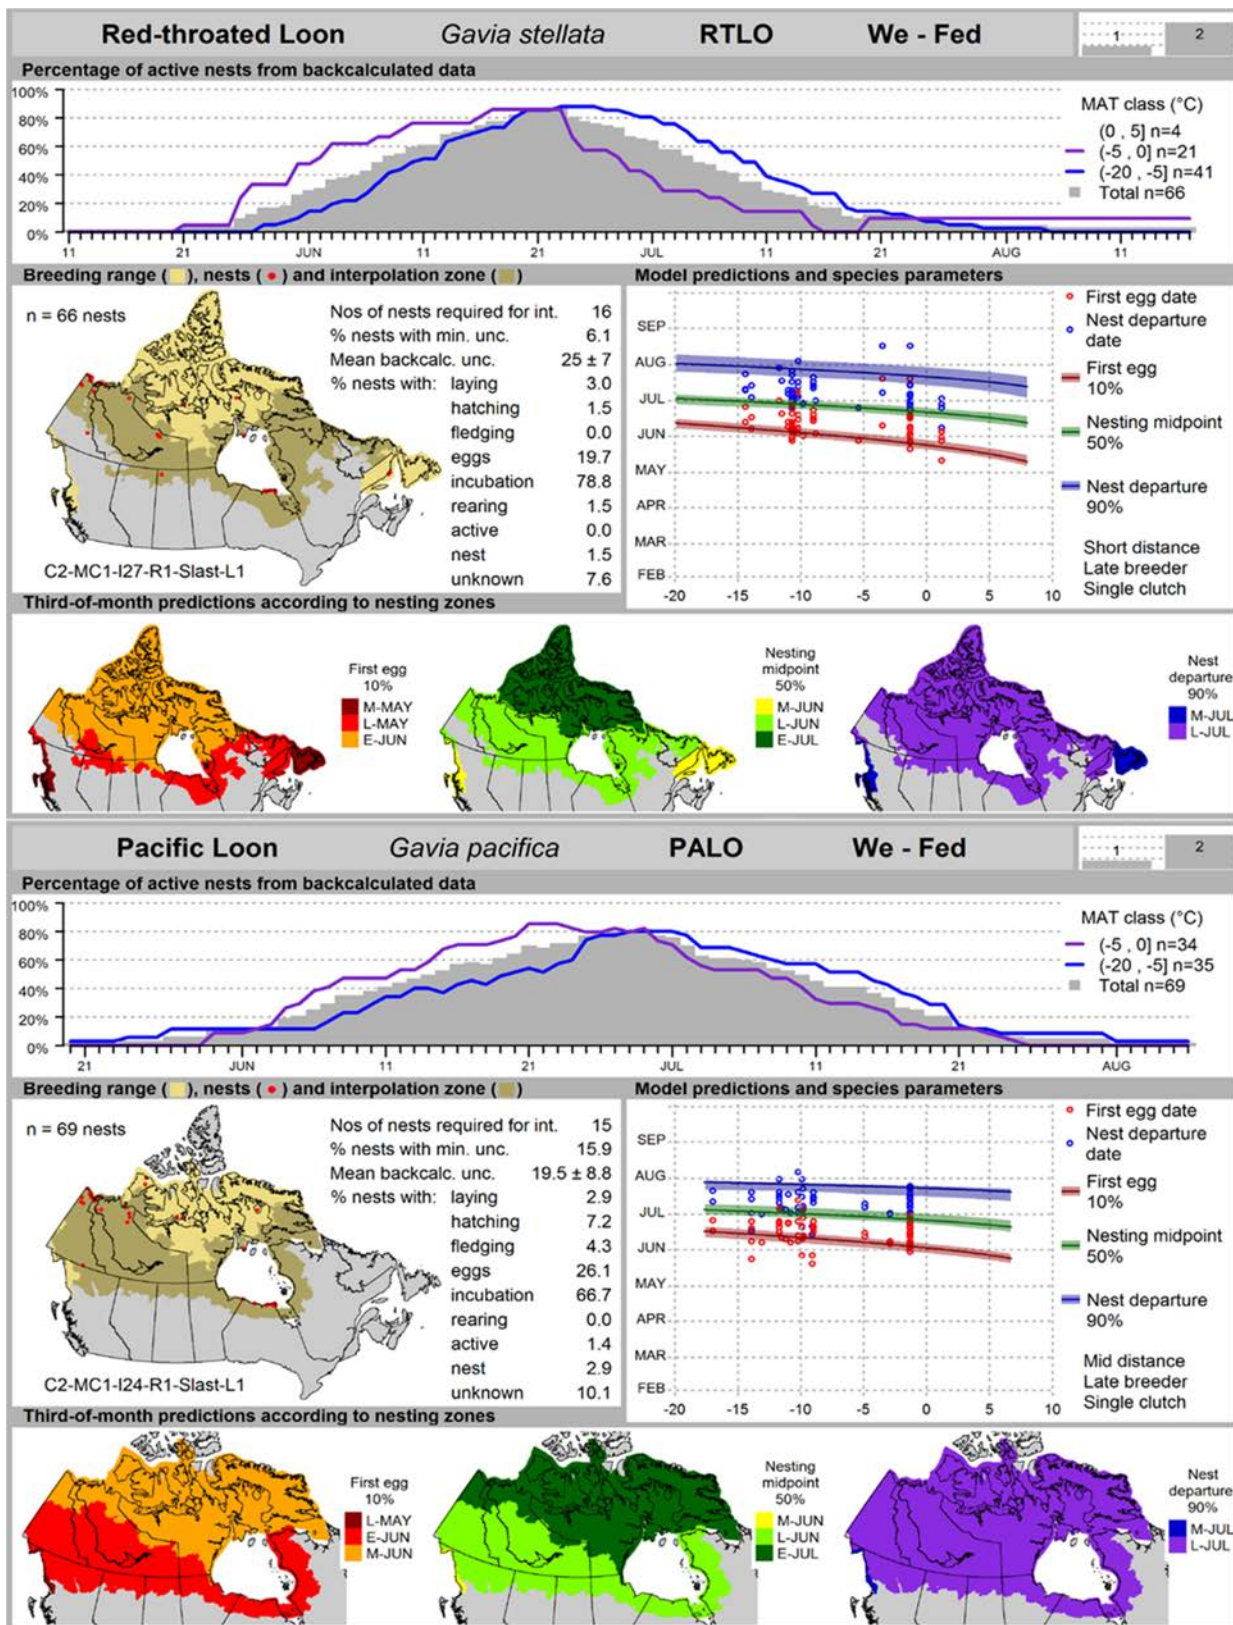 Red-throated Loon Gavia stellata RTLO We - Fed 1 2
Percentage of active nests from backcalculated data
100%
80%
60%
40%
20%
0%
MAT class (°C)
(0 , 5] n=4
(-5 , 0] n=21
(-20 , -5] n=41
Total n=66
11 21 JUN 11 21 JUL 11 21 AUG 11
Breeding range ( ), nests ( ) and interpolation zone ( )
n = 66 nests
Nos of nests required for int. 16
% nests with min. unc. 6.1
Mean backcalc. unc. 25 ± 7
% nests with: laying 3.0
hatching 1.5
fledging 0.0
eggs 19.7
incubation 78.8
rearing 1.5
active 0.0
nest 1.5
unknown 7.6
C2-MC1-I27-R1-Slast-L1
Model predictions and species parameters
SEP
AUG
JUL
JUN
MAY
APR
MAR
FEB
-20 -15 -10 -5 0 5 10
First egg date
Nest departure
date
First egg
10%
Nesting midpoint
50%
Nest departure
90%
Short distance
Late breeder
Single clutch
Third-of-month predictions according to nesting zones
First egg
10%
M-MAY
L-MAY
E-JUN
Nesting
midpoint
50%
M-JUN
L-JUN
E-JUL
Nest
departure
90%
M-JUL
L-JUL
Pacific Loon Gavia pacifica PALO We - Fed 1 2
Percentage of active nests from backcalculated data
100%
80%
60%
40%
20%
0%
MAT class (°C)
(-5 , 0] n=34
(-20 , -5] n=35
Total n=69
21 JUN 11 21 JUL 11 21 AUG
Breeding range ( ), nests ( ) and interpolation zone ( )
n = 69 nests
Nos of nests required for int. 15
% nests with min. unc. 15.9
Mean backcalc. unc. 19.5 ± 8.8
% nests with: laying 2.9
hatching 7.2
fledging 4.3
eggs 26.1
incubation 66.7
rearing 0.0
active 1.4
nest 2.9
unknown 10.1
C2-MC1-I24-R1-Slast-L1
Model predictions and species parameters
SEP
AUG
JUL
JUN
MAY
APR
MAR
FEB
-20 -15 -10 -5 0 5 10
First egg date
Nest departure
date
First egg
10%
Nesting midpoint
50%
Nest departure
90%
Mid distance
Late breeder
Single clutch
Third-of-month predictions according to nesting zones
First egg
10%
L-MAY
E-JUN
M-JUN
Nesting
midpoint
50%
M-JUN
L-JUN
E-JUL
Nest
departure
90%
M-JUL
L-JUL